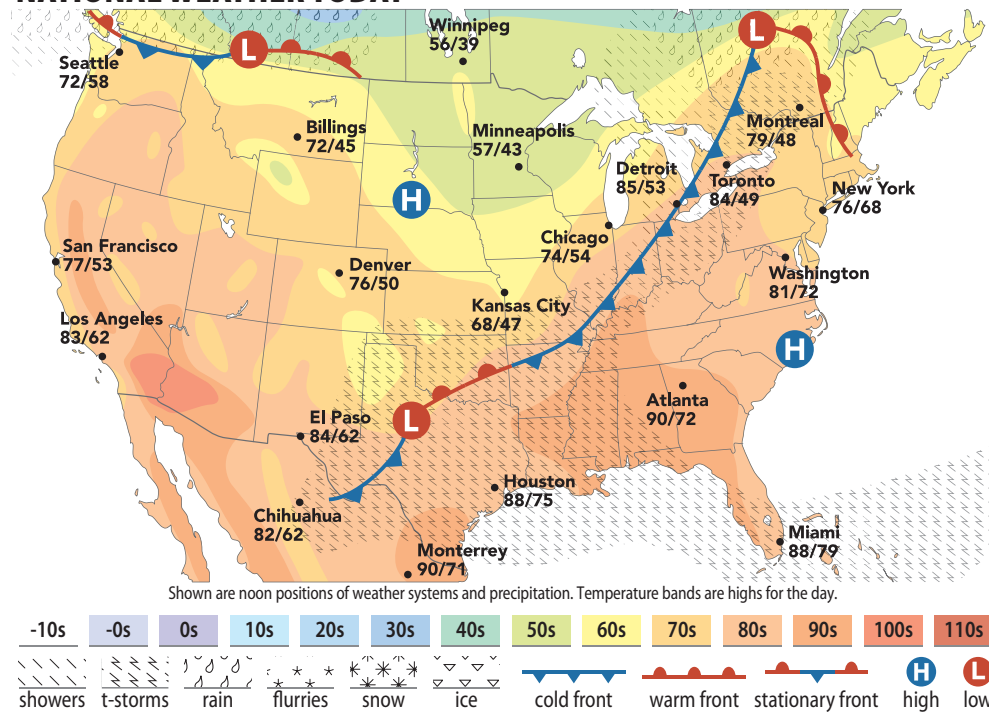 NATIONAL WEATHER TODAY
Winnipeg
56/39
Seattle
72/58
Billings
72/45
Minneapolis
57/43
Montreal
79/48
Detroit
85/53
Toronto
84/49
New York
76/68
San Francisco
77/53
Denver
76/50
Chicago
74/54
Washington
81/72
Kansas City
68/47
Los Angeles
83/62
Atlanta
90/72
El Paso
84/62
Houston
88/75
Chihuahua
82/62
Miami
88/79
Monterrey
90/71
L
L
L
H
H
Shown are noon positions of weather systems and precipitation. Temperature bands are highs for the day.
-10s -0s 0s 10s 20s 30s 40s 50s 60s 70s 80s 90s 100s 110s
H L
showers t-storms rain flurries snow ice cold front warm front stationary front high low